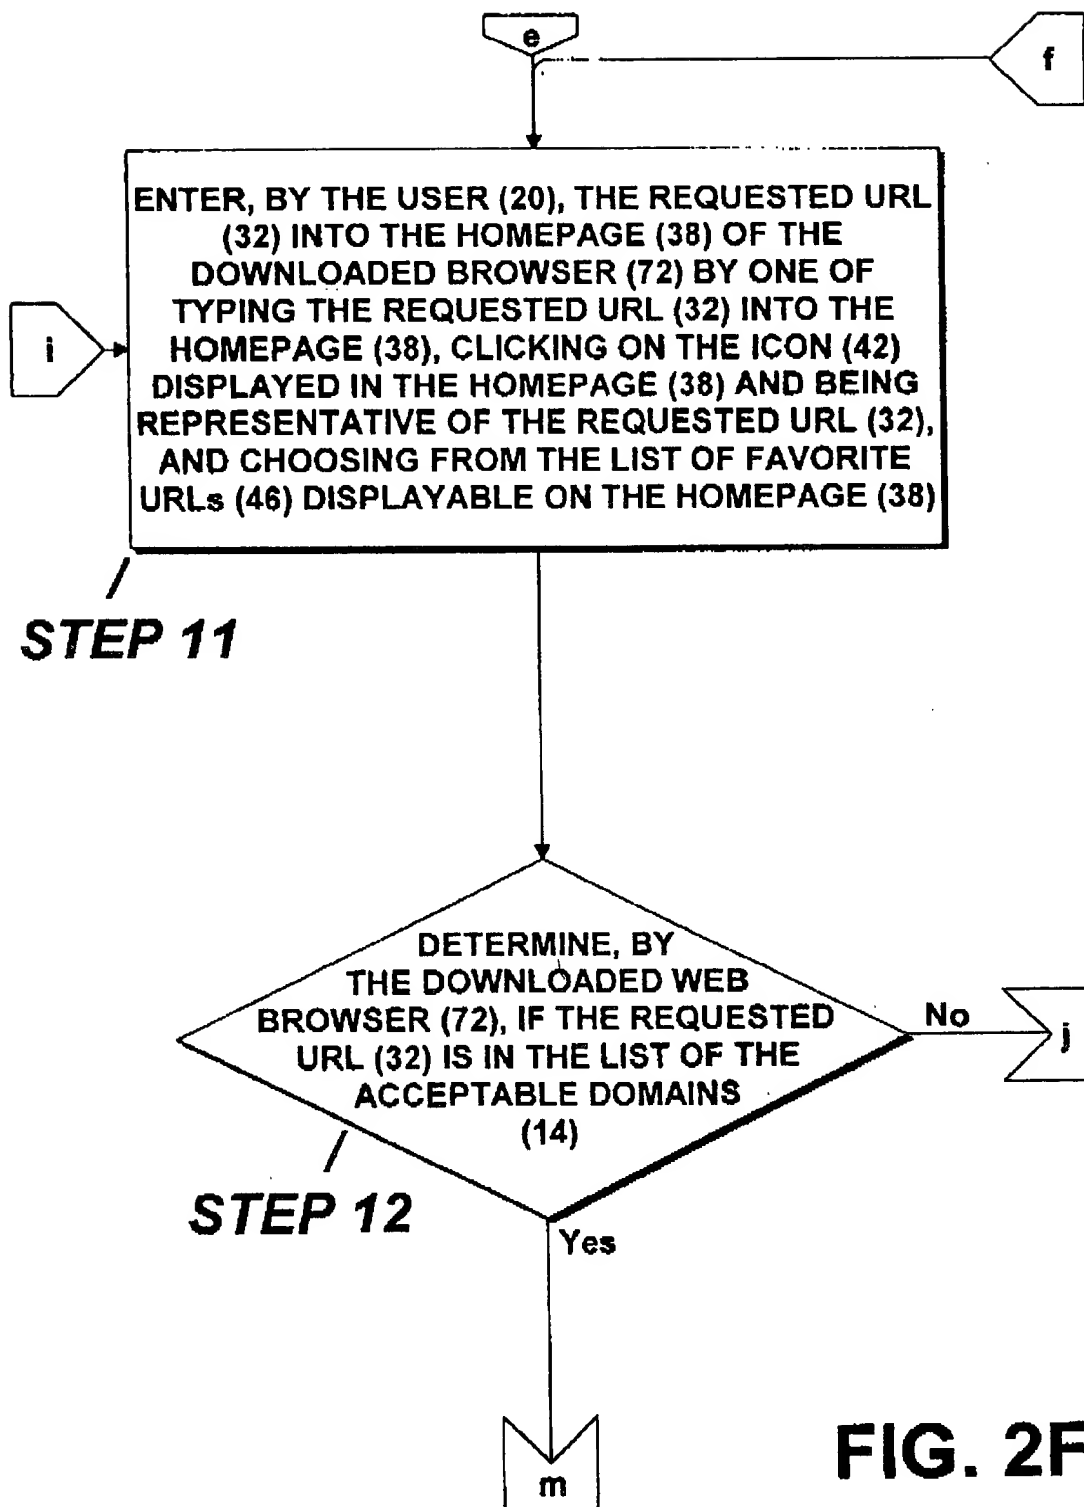 e
f
ENTER, BY THE USER (20), THE REQUESTED URL
(32) INTO THE HOMEPAGE (38) OF THE
DOWNLOADED BROWSER (72) BY ONE OF
TYPING THE REQUESTED URL (32) INTO THE
HOMEPAGE (38), CLICKING ON THE ICON (42)
DISPLAYED IN THE HOMEPAGE (38) AND BEING
REPRESENTATIVE OF THE REQUESTED URL (32),
AND CHOOSING FROM THE LIST OF FAVORITE
URLs (46) DISPLAYABLE ON THE HOMEPAGE (38)
i
STEP 11
DETERMINE, BY
THE DOWNLOADED WEB
BROWSER (72), IF THE REQUESTED
URL (32) IS IN THE LIST OF THE
ACCEPTABLE DOMAINS
(14)
No
j
STEP 12
Yes
m
FIG. 2F